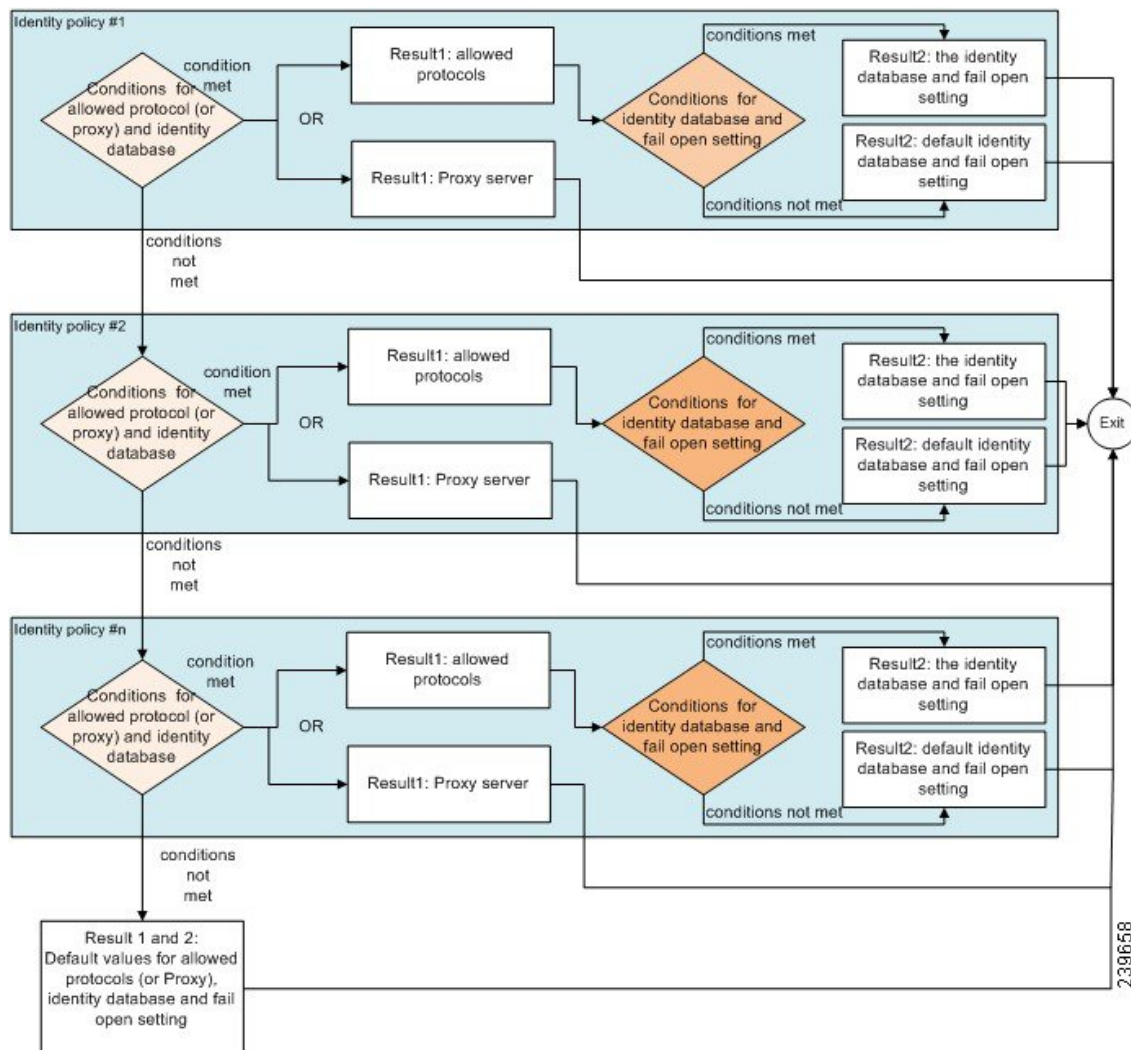 Identity policy #1
condition
met
Conditions for
allowed protocol (or
proxy) and identity
database
OR
Result1: allowed
protocols
Result1: Proxy server
conditions met
Conditions for
identity database and
fail open setting
conditions not met
Result2: the identity
database and fail open
setting
Result2: default identity
database and fail open
setting
conditions
not
met
Identity policy #2
condition
met
Conditions for
allowed protocol (or
proxy) and identity
database
OR
Result1: allowed
protocols
Result1: Proxy server
conditions met
Conditions for
identity database and
fail open setting
conditions not met
Result2: the identity
database and fail open
setting
Result2: default identity
database and fail open
setting
Exit
conditions
not
met
Identity policy #n
condition
met
Conditions for
allowed protocol (or
proxy) and identity
database
OR
Result1: allowed
protocols
Result1: Proxy server
conditions met
Conditions for
identity database and
fail open setting
conditions not met
Result2: the identity
database and fail open
setting
Result2: default identity
database and fail open
setting
conditions
not
met
Result 1 and 2:
Default values for allowed
protocols (or Proxy),
identity database and fail
open setting
239658